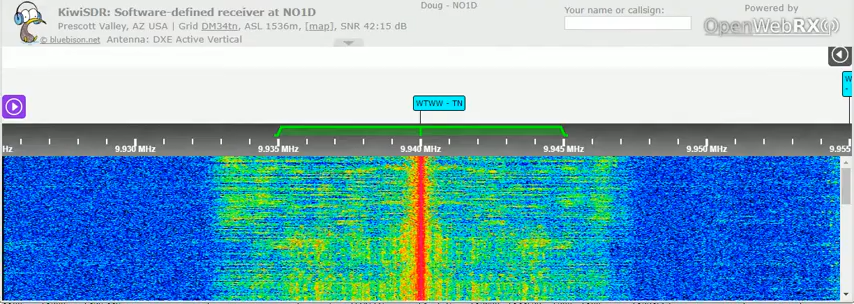 KiwiSDR: Software-defined receiver at NO1D
Prescott Valley, AZ USA | Grid DM34tn, ASL 1536m, [map], SNR 42:15 dB
© bluebison.net Antenna: DXE Active Vertical
Doug - NO1D
Your name or callsign:
Powered by
OpenWebRX
W
WTWW - TN
Hz 9.930 MHz 9.935 MHz 9.940 MHz 9.945 MHz 9.950 MHz 9.955